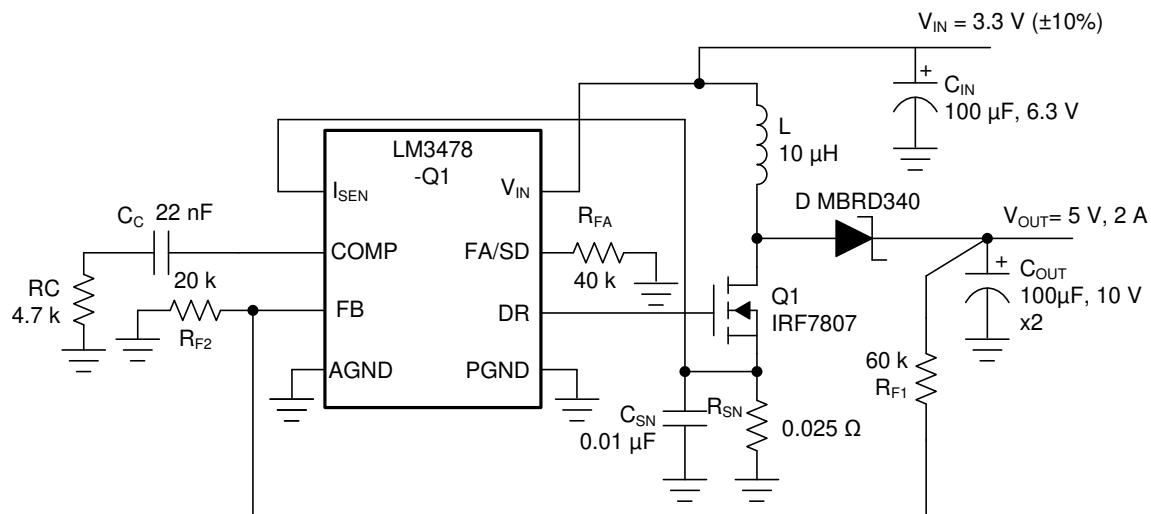 V_IN = 3.3 V (±10%)
C_IN
100 µF, 6.3 V
L
10 µH
LM3478
-Q1
I_SEN
V_IN
D MBRD340
V_OUT= 5 V, 2 A
C_C 22 nF
R_FA
COMP
FA/SD
40 k
C_OUT
100µF, 10 V
x2
RC
4.7 k
20 k
R_F2
FB
DR
Q1
IRF7807
AGND
PGND
60 k
R_F1
C_SN
0.01 µF
R_SN
0.025 Ω